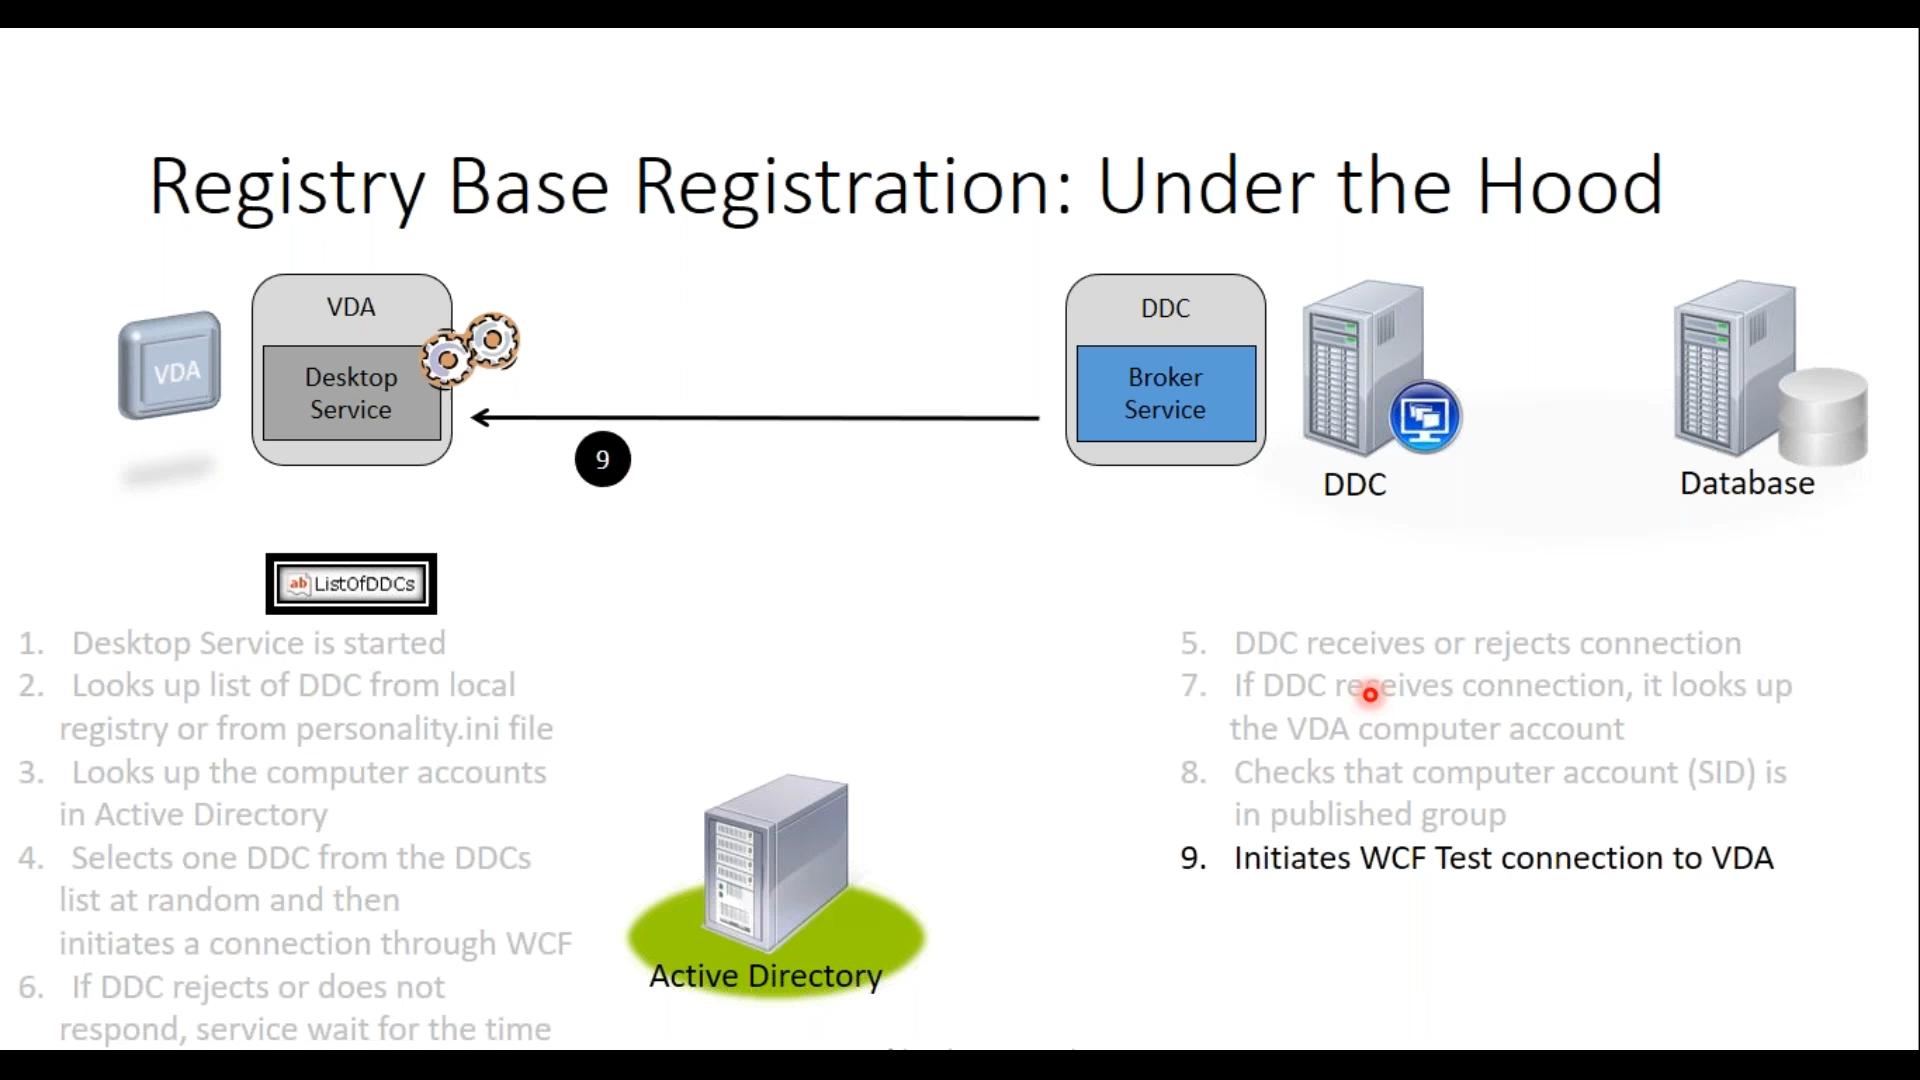 Registry Base Registration: Under the Hood
VDA
VDA
Desktop
Service
9
DDC
Broker
Service
DDC
Database
ListOfDDCs
1. Desktop Service is started
2. Looks up list of DDC from local
registry or from personality.ini file
3. Looks up the computer accounts
in Active Directory
4. Selects one DDC from the DDCs
list at random and then
initiates a connection through WCF
6. If DDC rejects or does not
respond, service wait for the time
Active Directory
5. DDC receives or rejects connection
7. If DDC receives connection, it looks up
the VDA computer account
8. Checks that computer account (SID) is
in published group
9. Initiates WCF Test connection to VDA